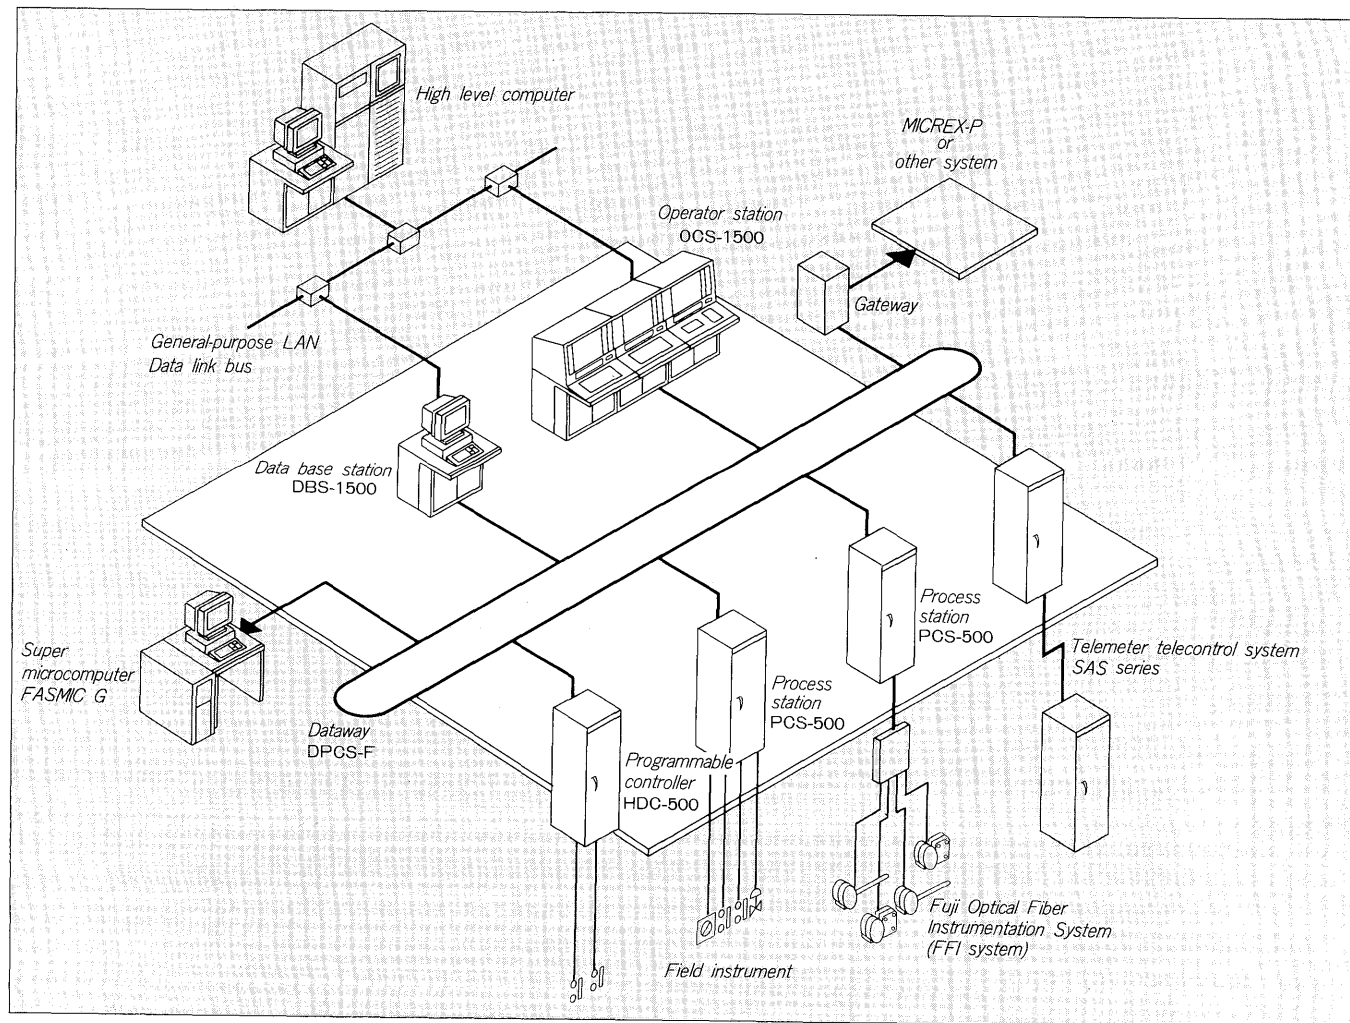 High level computer
MICREX-P
or
other system
Operator station
OCS-1500
Gateway
General-purpose LAN
Data link bus
Data base station
DBS-1500
Process
station
PCS-500
Super
microcomputer
FASMIC G
Telemeter telecontrol system
SAS series
Process
station
PCS-500
Dataway
DPCS-F
Programmable
controller
HDC-500
Fuji Optical Fiber
Instrumentation System
(FFI system)
Field instrument